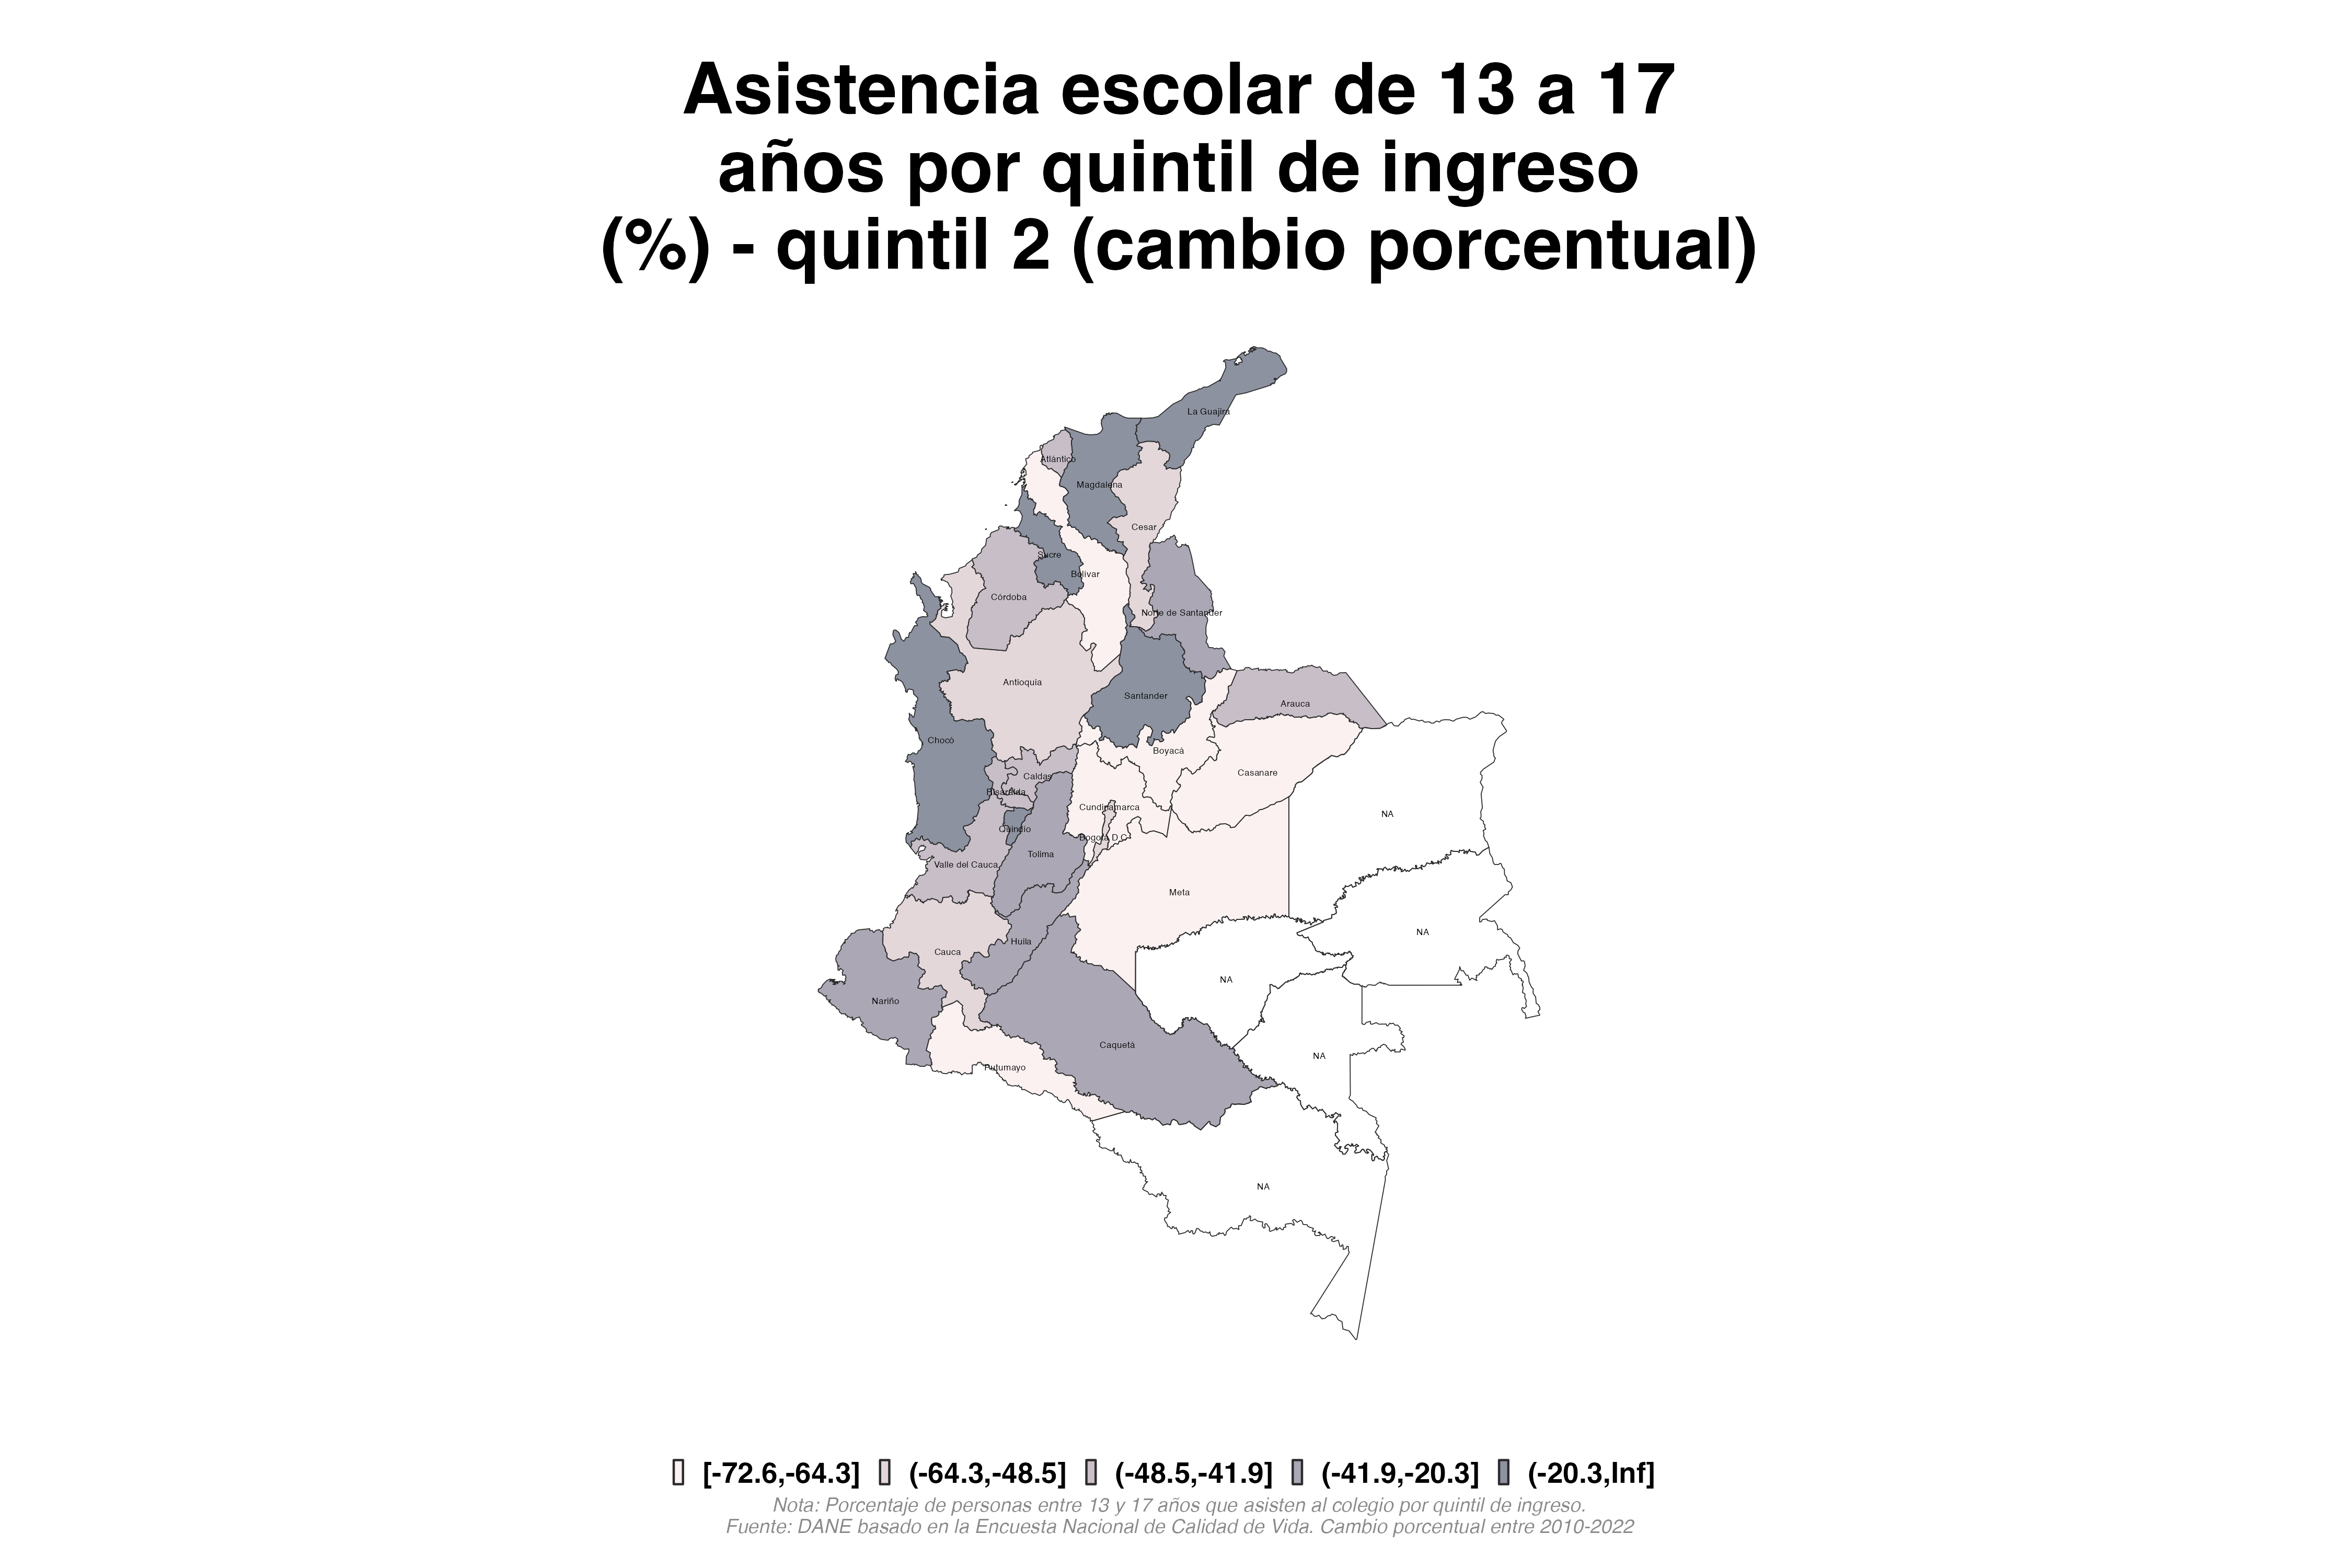 Asistencia escolar de 13 a 17
años por quintil de ingreso
(%) - quintil 2 (cambio porcentual)
La Guajira
Atlántico
Magdalena
Cesar
Sucre
Bolívar
Córdoba
Norte de Santander
Antioquia
Santander
Arauca
Chocó
Boyacá
Casanare
Caldas
Risaralda
Cundinamarca
NA
Quindío
Bogotá D.C.
Tolima
Valle del Cauca
Meta
NA
Huila
Cauca
NA
Nariño
Caquetá
NA
Putumayo
NA
[-72.6,-64.3] (-64.3,-48.5] (-48.5,-41.9] (-41.9,-20.3] (-20.3,Inf]
Nota: Porcentaje de personas entre 13 y 17 años que asisten al colegio por quintil de ingreso.
Fuente: DANE basado en la Encuesta Nacional de Calidad de Vida. Cambio porcentual entre 2010-2022